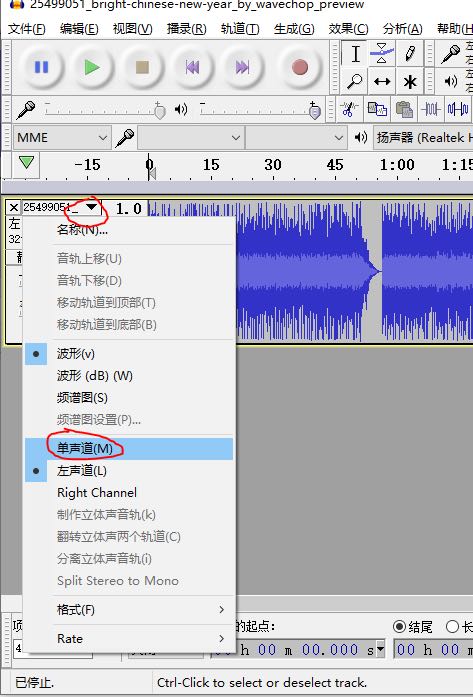 25499051_bright-chinese-new-year_by_wavechop_preview
文件(F) 编辑(E) 视图(V) 播录(R) 轨道(T) 生成(G) 效果(C) 分析(A) 帮助(H
MME 扬声器 (Realtek H
-15 0 15 30 45 1:00 1:15
25499051_ 1.0
左
名称(N)...
音轨上移(U)
音轨下移(D)
移动轨道到顶部(T)
移动轨道到底部(B)
波形(v)
波形 (dB) (W)
频谱图(S)
频谱图设置(P)...
单声道(M)
左声道(L)
Right Channel
制作立体声音轨(k)
翻转立体声两个轨道(C)
分离立体声音轨(i)
Split Stereo to Mono
格式(F)
Rate
的起点: 结尾 长
00 h 00 m 00.000 s 00 h 00 m
已停止. Ctrl-Click to select or deselect track.